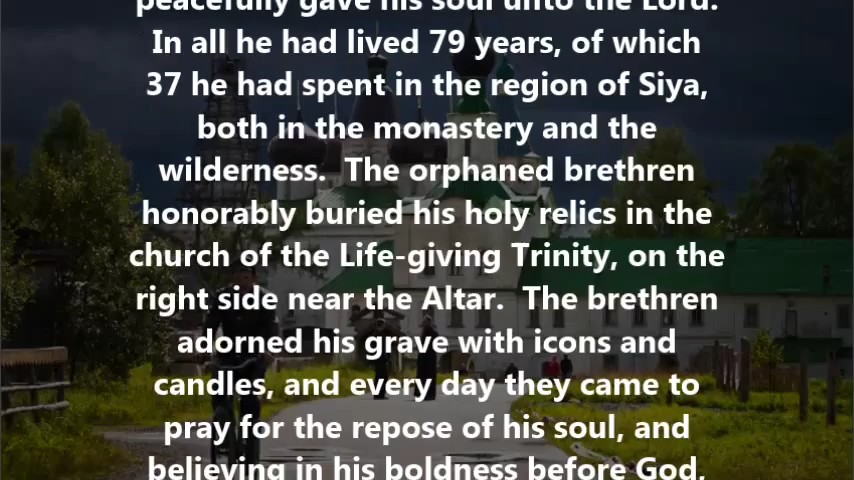 peacefully gave his soul unto the Lord.
In all he had lived 79 years, of which
37 he had spent in the region of Siya,
both in the monastery and the
wilderness.  The orphaned brethren
honorably buried his holy relics in the
church of the Life-giving Trinity, on the
right side near the Altar.  The brethren
adorned his grave with icons and
candles, and every day they came to
pray for the repose of his soul, and
believing in his boldness before God,